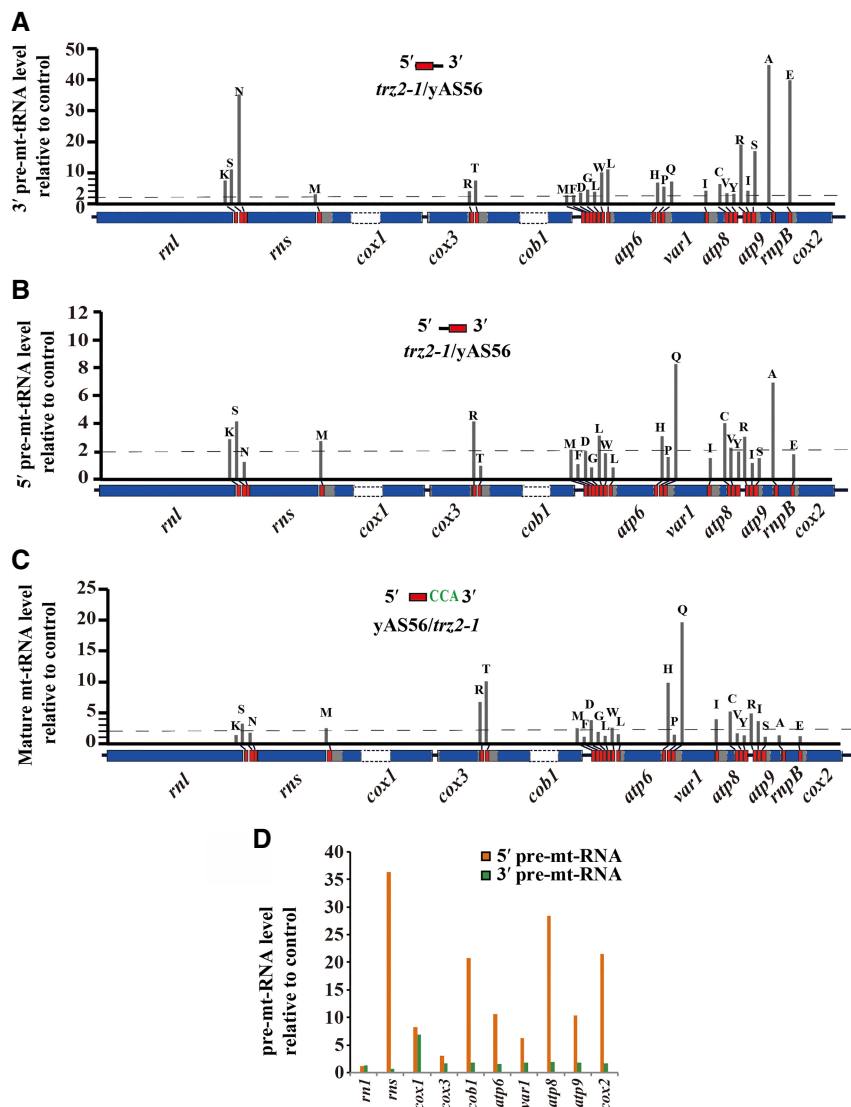 A
3′ pre-mt-tRNA level
relative to control
50
40
30
20
10
2
0
5′ 3′
trz2-1/yAS56
K S N M R T M F D G L W L H P Q I C V Y R I S A E
rnl rns cox1 cox3 cob1 atp6 var1 atp8 atp9 rnpB cox2
B
5′ pre-mt-tRNA level
relative to control
12
10
8
6
4
2
0
5′ 3′
trz2-1/yAS56
K S N M R T M F D G L W L H P Q I C V Y R I S A E
rnl rns cox1 cox3 cob1 atp6 var1 atp8 atp9 rnpB cox2
C
Mature mt-tRNA level
relative to control
25
20
15
10
5
0
5′ CCA 3′
yAS56/trz2-1
K S N M R T M F D G L W L H P Q I C V Y R I S A E
rnl rns cox1 cox3 cob1 atp6 var1 atp8 atp9 rnpB cox2
D
pre-mt-RNA level
relative to control
40
35
30
25
20
15
10
5
0
5′ pre-mt-RNA
3′ pre-mt-RNA
rnl rns cox1 cox3 cob1 atp6 var1 atp8 atp9 cox2